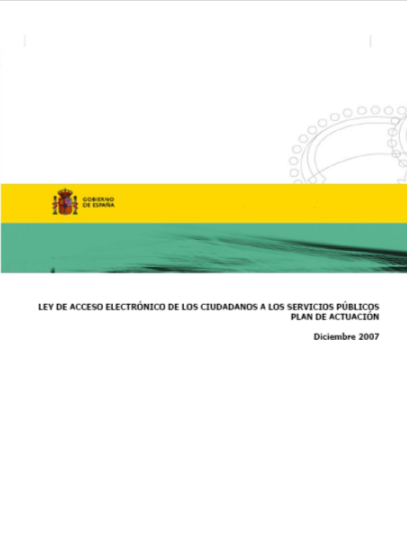 GOBIERNO
DE ESPAÑA
LEY DE ACCESO ELECTRÓNICO DE LOS CIUDADANOS A LOS SERVICIOS PÚBLICOS
PLAN DE ACTUACIÓN
Diciembre 2007